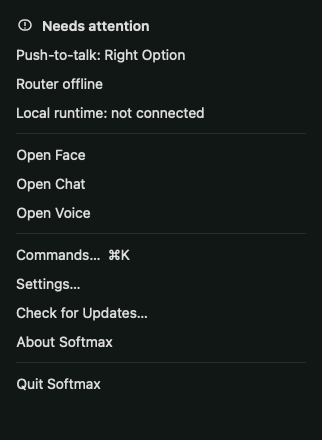 Needs attention
Push-to-talk: Right Option
Router offline
Local runtime: not connected
Open Face
Open Chat
Open Voice
Commands... ⌘K
Settings...
Check for Updates...
About Softmax
Quit Softmax